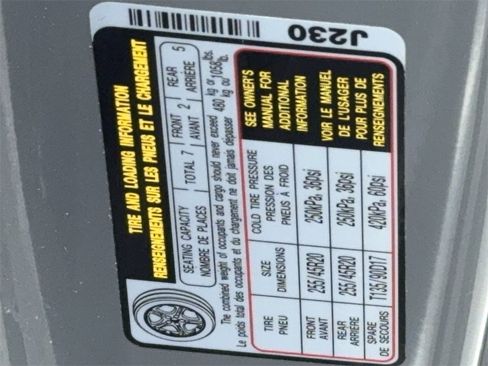 J230
TIRE AND LOADING INFORMATION
RENSEIGNEMENTS SUR LES PNEUS ET LE CHARGEMENT
SEATING CAPACITY TOTAL 7 FRONT 2 REAR 5
NOMBRE DE PLACES AVANT ARRIÈRE
The combined weight of occupants and cargo should never exceed 480 kg or 1058 lbs.
Le poids total des occupants et du chargement ne doit jamais dépasser 480 kg ou 1058 lb.
TIRE SIZE COLD TIRE PRESSURE SEE OWNER'S
PNEU DIMENSIONS PRESSION DES MANUAL FOR
PNEUS À FROID ADDITIONAL
INFORMATION
FRONT 255/45R20 250kPa, 36psi VOIR LE MANUEL
AVANT
REAR 255/45R20 250kPa, 36psi DE L'USAGER
ARRIÈRE POUR PLUS DE
SPARE T135/90D17 420kPa, 60psi RENSEIGNEMENTS
DE SECOURS